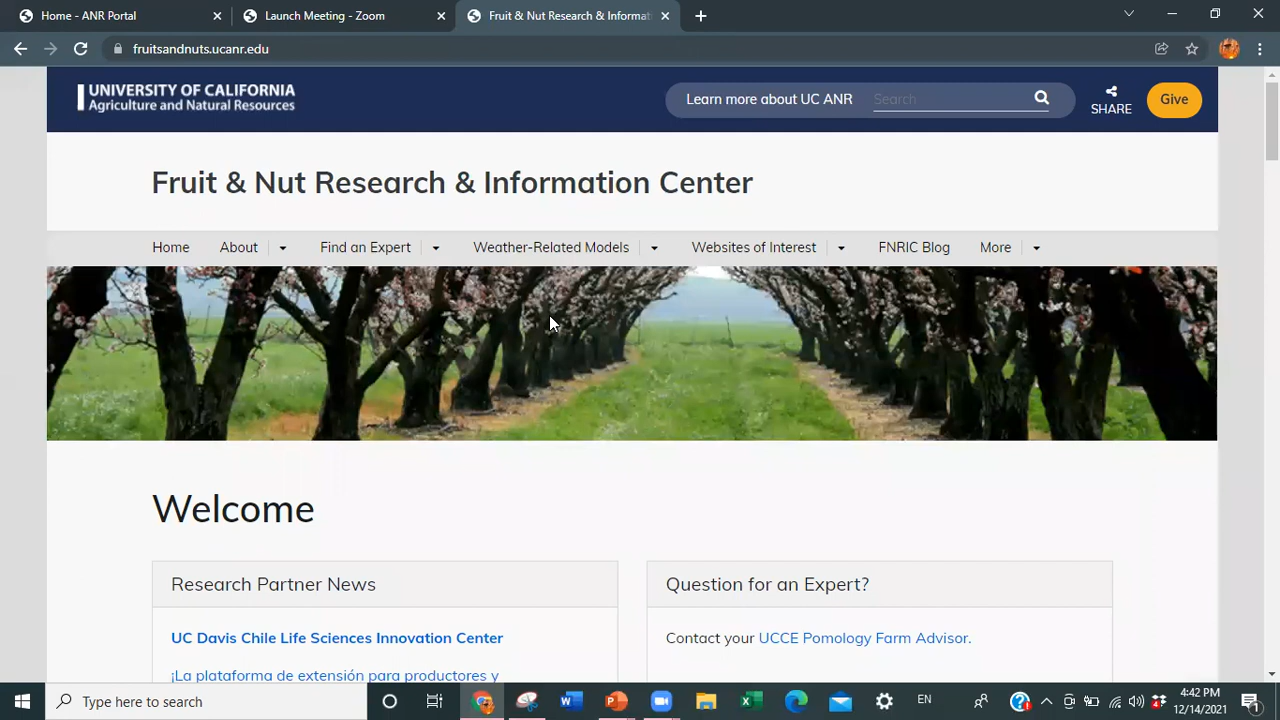 Home - ANR Portal
Launch Meeting - Zoom
Fruit & Nut Research & Informat
fruitsandnuts.ucanr.edu
UNIVERSITY OF CALIFORNIA
Agriculture and Natural Resources
Learn more about UC ANR
Search
SHARE
Give
Fruit & Nut Research & Information Center
Home
About
Find an Expert
Weather-Related Models
Websites of Interest
FNRIC Blog
More
Welcome
Research Partner News
UC Davis Chile Life Sciences Innovation Center
¡La plataforma de extensión para productores y
Question for an Expert?
Contact your UCCE Pomology Farm Advisor.
Type here to search
EN
4:42 PM
12/14/2021